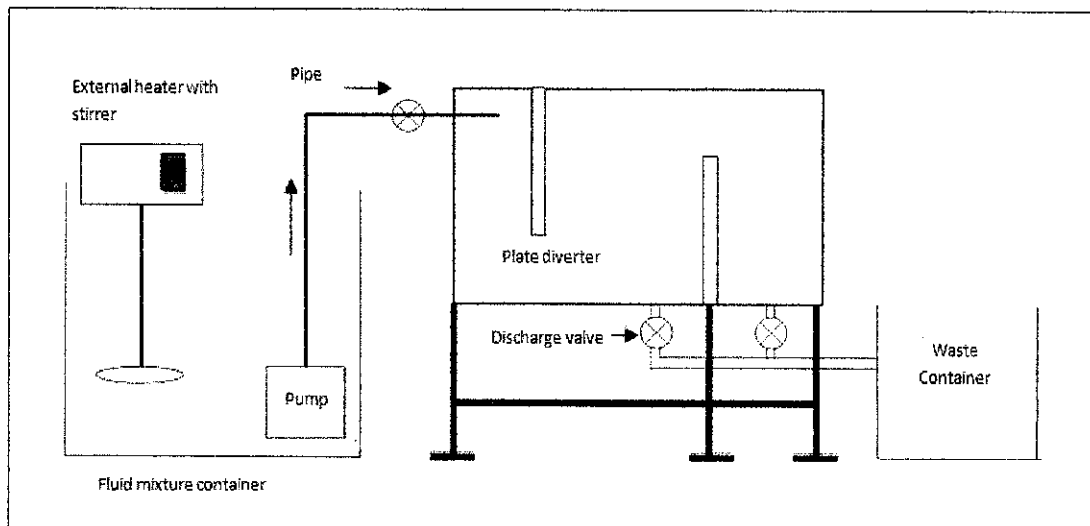 External heater with
stirrer
Pipe
Plate diverter
Discharge valve
Waste
Container
Pump
Fluid mixture container